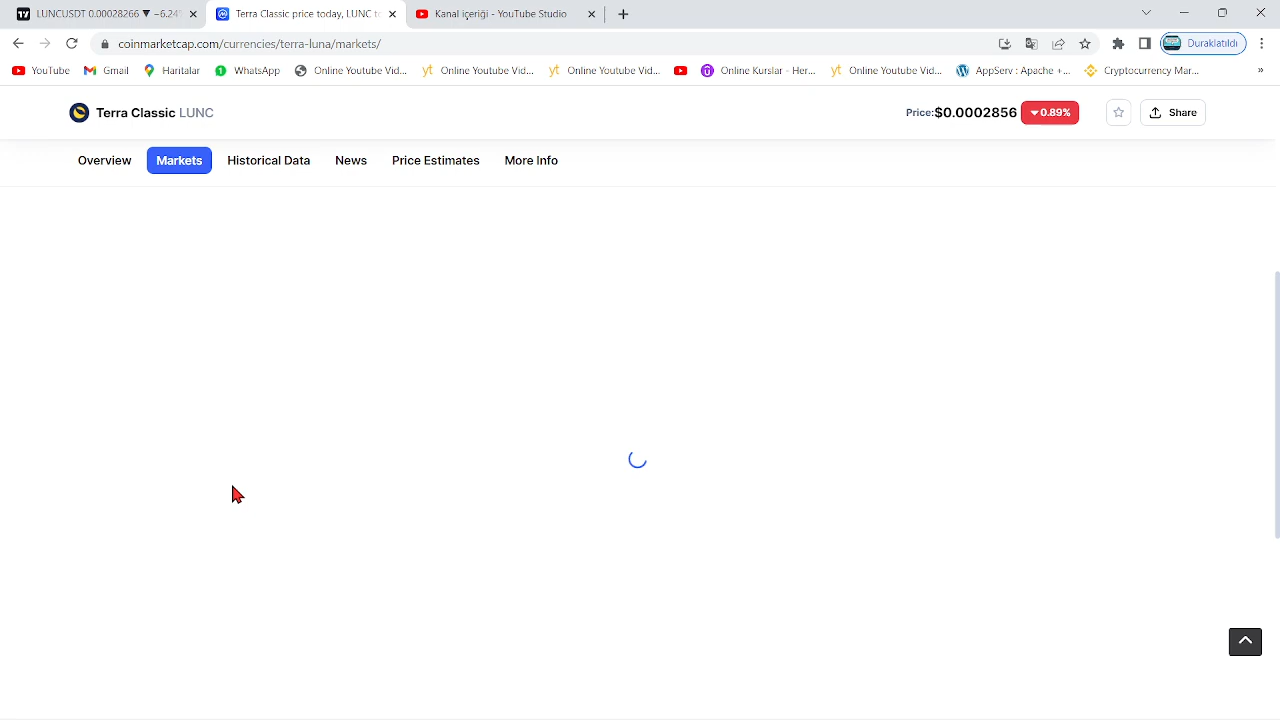 LUNCUSDT 0.00028266 ▼ −6.24
Terra Classic price today, LUNC to
Kanal içeriği - YouTube Studio
coinmarketcap.com/currencies/terra-luna/markets/
Duraklatıldı
YouTube
Gmail
Haritalar
WhatsApp
Online Youtube Vid...
Online Youtube Vid...
Online Youtube Vid...
Online Kurslar - Her...
Online Youtube Vid...
AppServ : Apache +...
Cryptocurrency Mar...
»
Terra Classic LUNC
Price:$0.0002856
▼0.89%
Share
Overview
Markets
Historical Data
News
Price Estimates
More Info